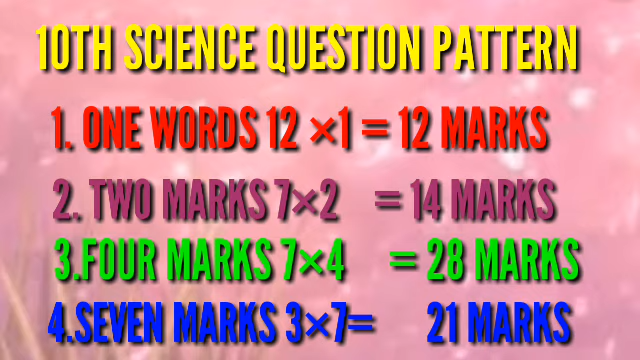 10TH SCIENCE QUESTION PATTERN
1. ONE WORDS 12 ×1 = 12 MARKS
2. TWO MARKS 7×2 = 14 MARKS
3.FOUR MARKS 7×4 = 28 MARKS
4.SEVEN MARKS 3×7= 21 MARKS